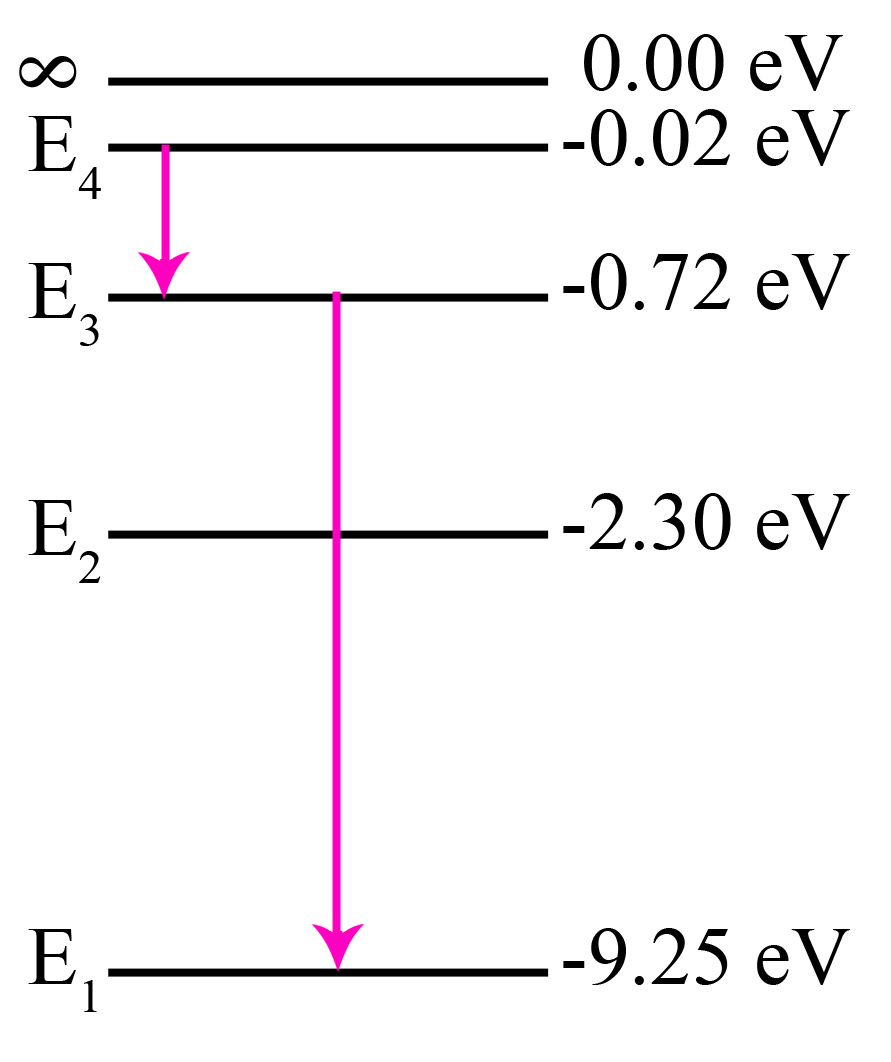 ∞ 0.00 eV
E₄ -0.02 eV
E₃ -0.72 eV
E₂ -2.30 eV
E₁ -9.25 eV